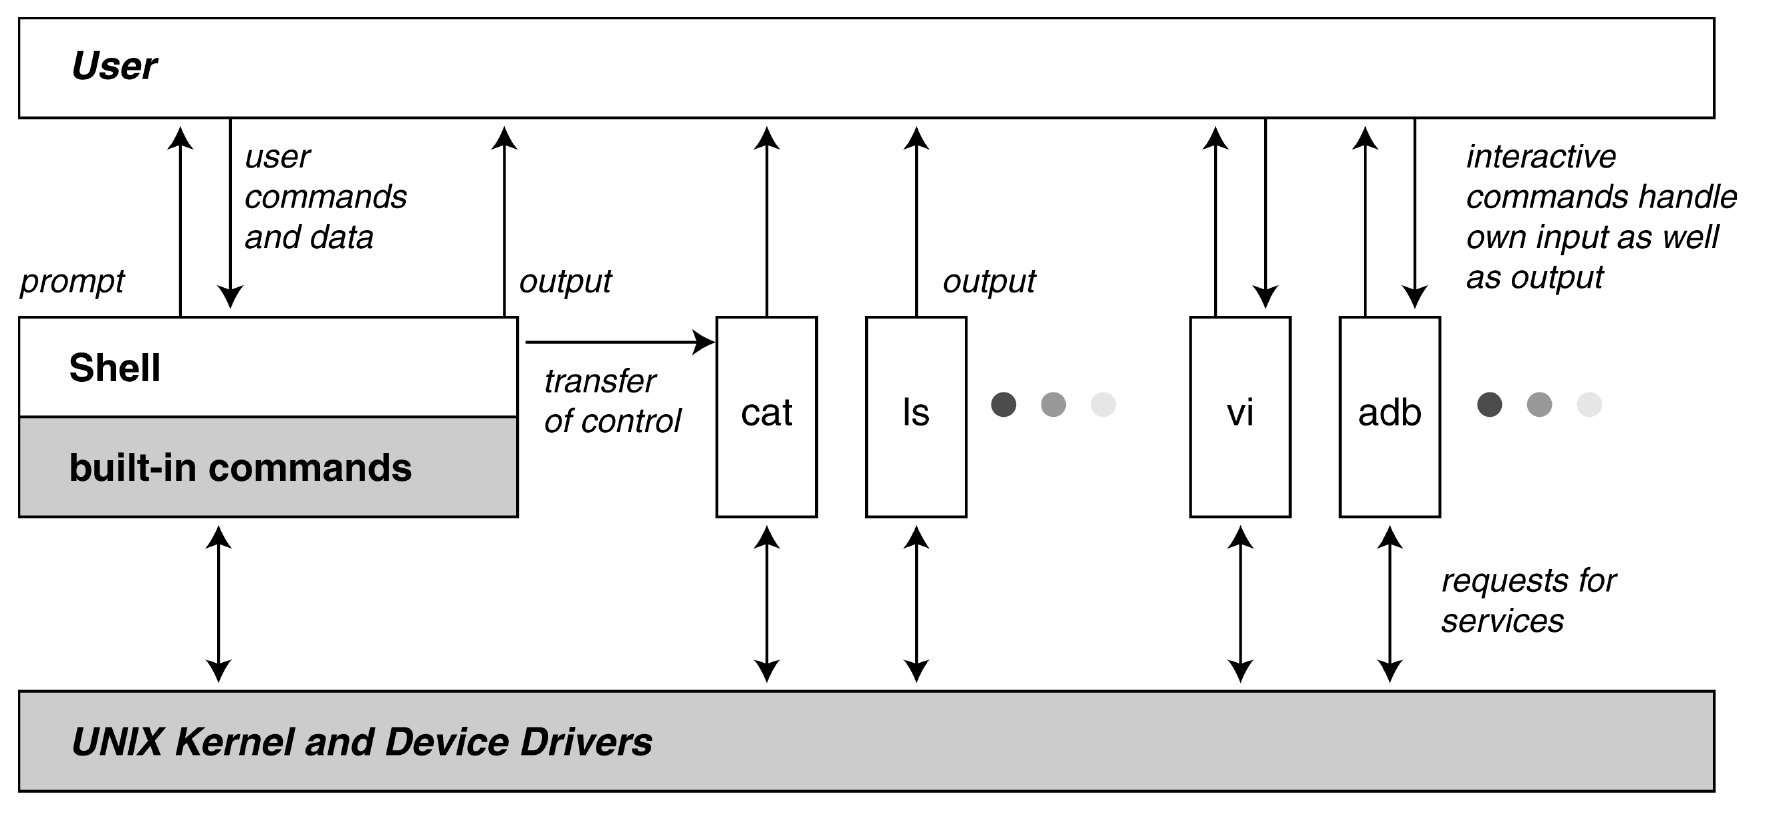 User
user
commands
and data
interactive
commands handle
own input as well
as output
prompt
output
output
Shell
transfer
of control
cat
ls
vi
adb
built-in commands
requests for
services
UNIX Kernel and Device Drivers